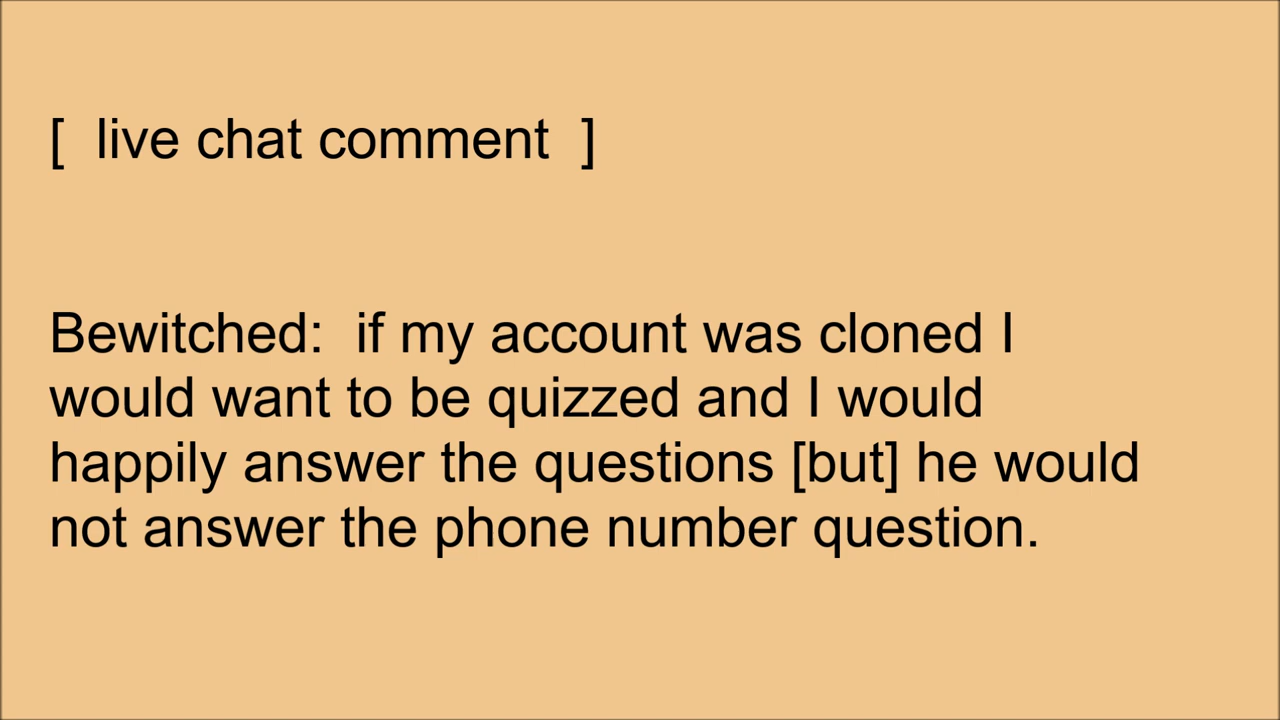 [  live chat comment  ]
Bewitched:  if my account was cloned I
would want to be quizzed and I would
happily answer the questions [but] he would
not answer the phone number question.